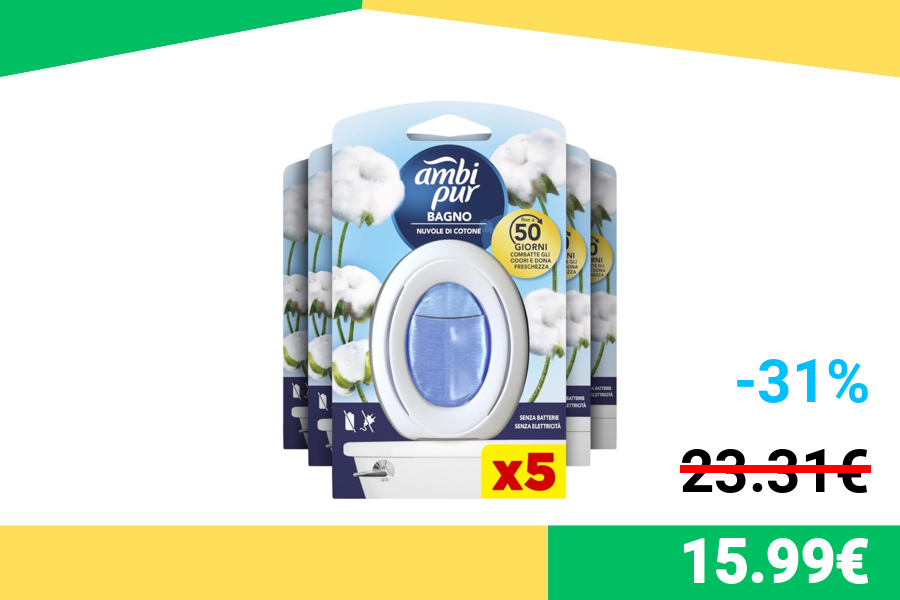 ambi
pur
BAGNO
NUVOLE DI COTONE
fino a
50
GIORNI
COMBATTE GLI
ODORI E DONA
FRESCHEZZA
SENZA BATTERIE
SENZA ELETTRICITÀ
x5
-31%
23.31€
15.99€